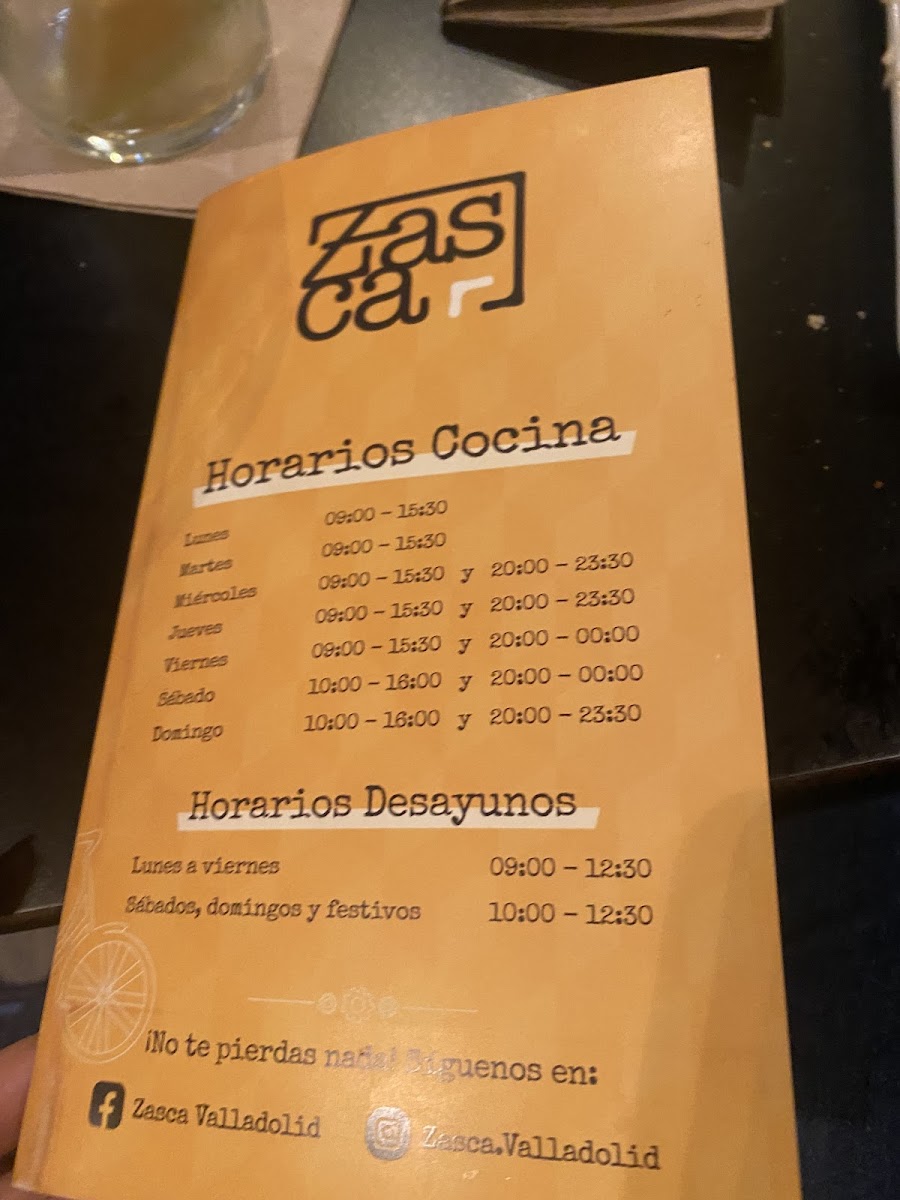 Zas
ca
Horarios Cocina
Lunes 09:00 - 15:30
Martes 09:00 - 15:30
Miércoles 09:00 - 15:30 y 20:00 - 23:30
Jueves 09:00 - 15:30 y 20:00 - 23:30
Viernes 09:00 - 15:30 y 20:00 - 00:00
Sábado 10:00 - 16:00 y 20:00 - 00:00
Domingo 10:00 - 16:00 y 20:00 - 23:30
Horarios Desayunos
Lunes a viernes 09:00 - 12:30
Sábados, domingos y festivos 10:00 - 12:30
¡No te pierdas nada! Síguenos en:
Zasca Valladolid Zasca.Valladolid